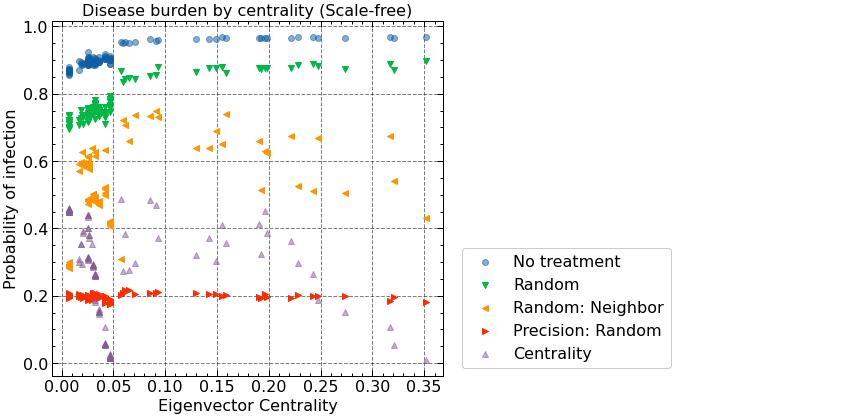 Disease burden by centrality (Scale-free)
Probability of infection
1.0
0.8
0.6
0.4
0.2
0.0
0.00 0.05 0.10 0.15 0.20 0.25 0.30 0.35
Eigenvector Centrality
No treatment
Random
Random: Neighbor
Precision: Random
Centrality